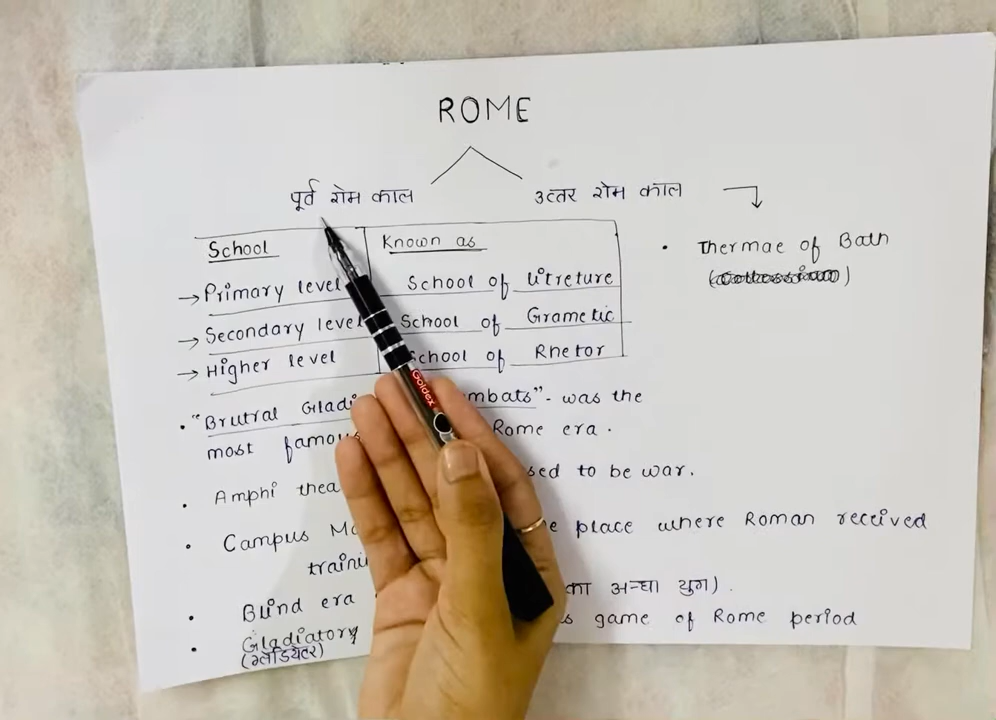 ROME
पूर्व रोम काल
उत्तर रोम काल
School
Known as
→ Primary level School of litreture
→ Secondary level School of Grametic
→ Higher level School of Rhetor
• Thermae of Bath
• "Brutral Gladi mbats" - was the
most famous Rome era.
• Amphi thea sed to be war.
• Campus place where Roman received
traini
• Blind era का अन्धा युग).
• Gladiatory game of Rome period
(ग्लेडियेटर)
Goldex